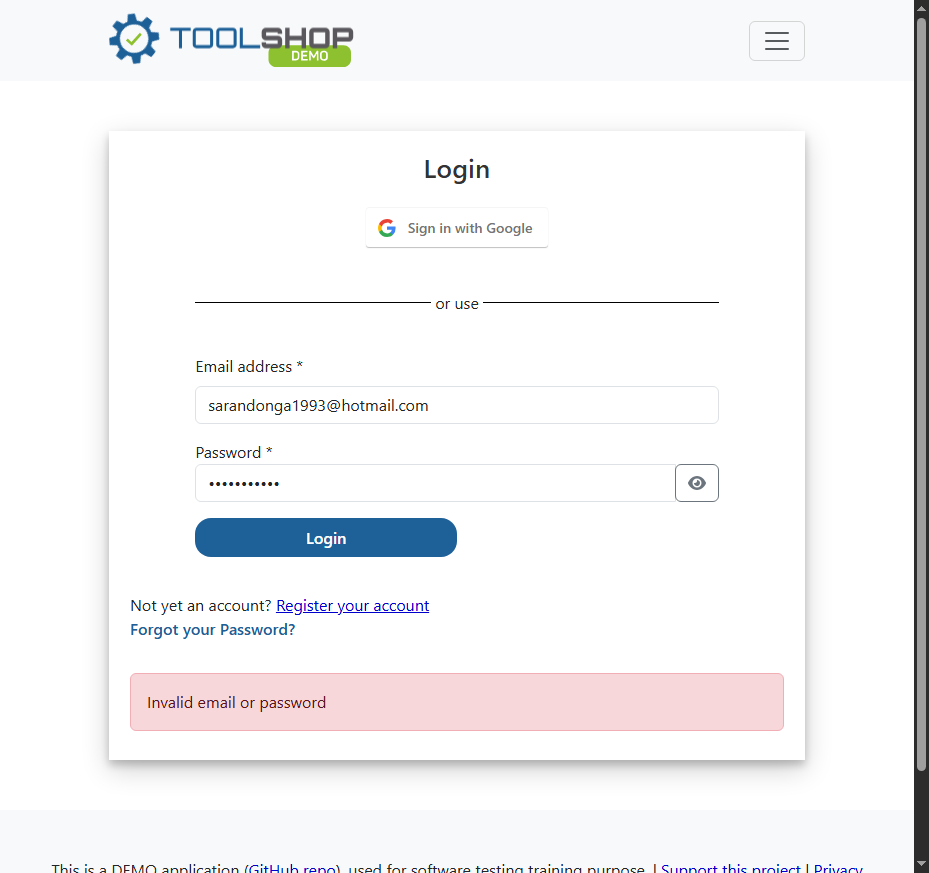 TOOLSHOP
DEMO
Login
Sign in with Google
or use
Email address *
sarandonga1993@hotmail.com
Password *
•••••••••••
Login
Not yet an account? Register your account
Forgot your Password?
Invalid email or password
This is a DEMO application (GitHub repo), used for software testing training purpose. | Support this project | Privacy